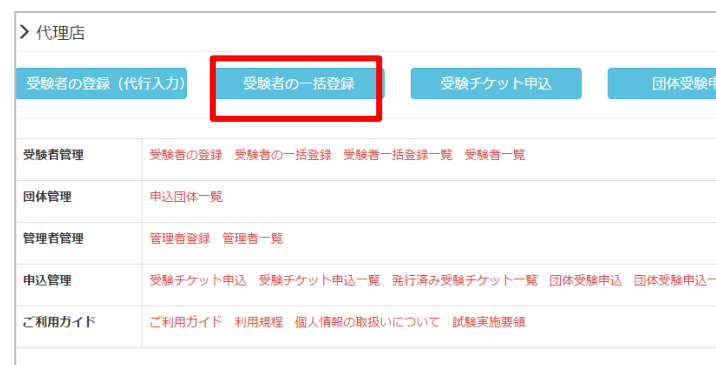 代理店
受験者の登録（代行入力） 受験者の一括登録 受験チケット申込 団体受験申
受験者管理 受験者の登録 受験者の一括登録 受験者一括登録一覧 受験者一覧
団体管理 申込団体一覧
管理者管理 管理者登録 管理者一覧
申込管理 受験チケット申込 受験チケット申込一覧 発行済み受験チケット一覧 団体受験申込 団体受験申込一
ご利用ガイド ご利用ガイド 利用規程 個人情報の取扱いについて 試験実施要領